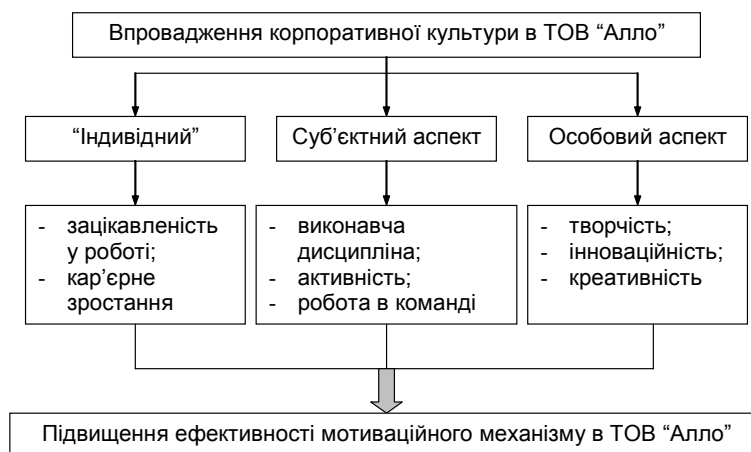 Впровадження корпоративної культури в ТОВ “Алло”
“Індивідний”
Суб’єктний аспект
Особовий аспект
- зацікавленість
у роботі;
- кар’єрне
зростання
- виконавча
дисципліна;
- активність;
- робота в команді
- творчість;
- інноваційність;
- креативність
Підвищення ефективності мотиваційного механізму в ТОВ “Алло”